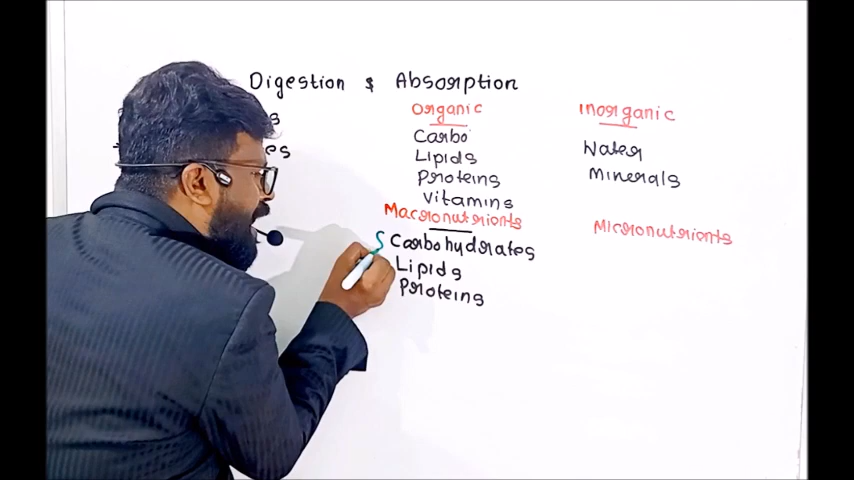 Digestion & Absorption
Organic
Inorganic
Carbo
Water
Lipids
Minerals
Proteins
Vitamins
Macronutrients
Micronutrients
Carbohydrates
Lipids
Proteins